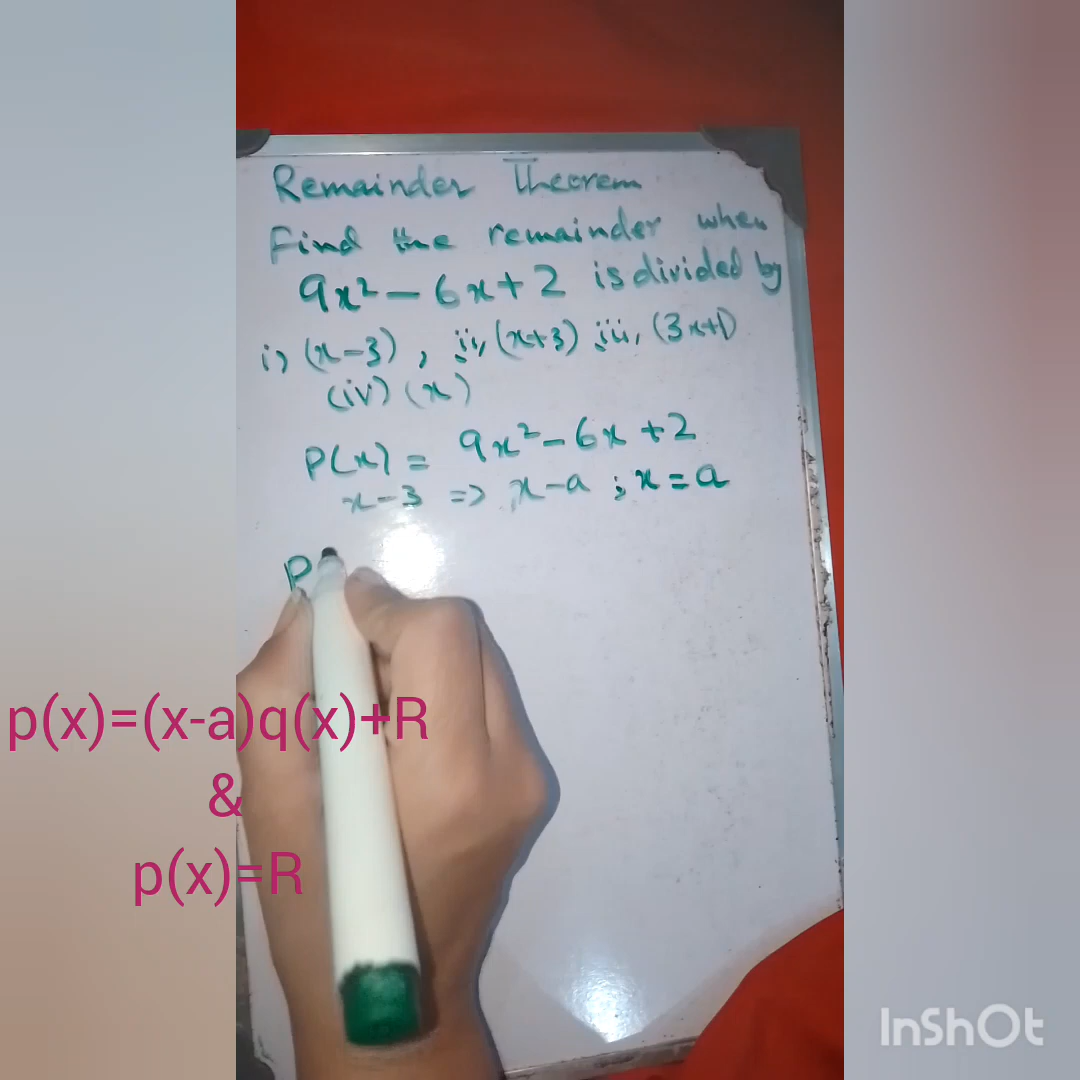 Remainder Theorem
Find the remainder when
9x² - 6x + 2 is divided by
i) (x-3), ii, (x+3) iii, (3x+1)
(iv) (x)
P(x) = 9x² - 6x + 2
x-3 => x-a ; x = a
P
p(x)=(x-a)q(x)+R
&
p(x)=R
InShOt